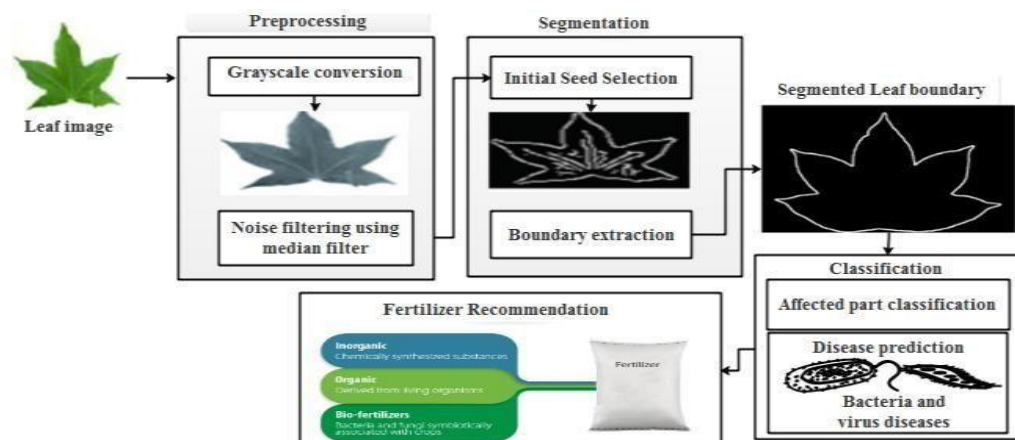 Preprocessing
Segmentation
Grayscale conversion
Leaf image
Noise filtering using
median filter
Initial Seed Selection
Boundary extraction
Segmented Leaf boundary
Classification
Affected part classification
Disease prediction
Bacteria and
virus diseases
Fertilizer Recommendation
Inorganic
Chemically synthesized substances
Organic
Derived from living organisms
Bio-fertilizers
Bacteria and fungi symbiotically
associated with crops
Fertilizer